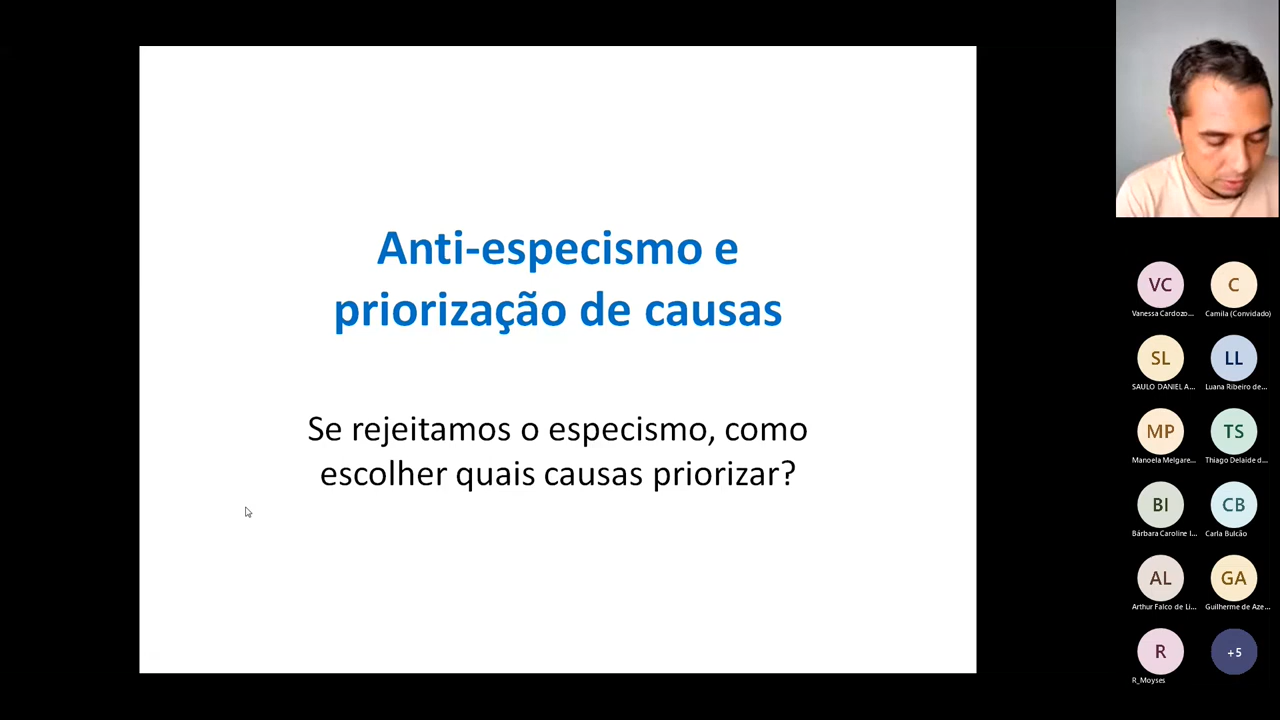 Anti-especismo e
priorização de causas
Se rejeitamos o especismo, como
escolher quais causas priorizar?
VC
C
Vanessa Cardozo...
Camila (Convidado)
SL
LL
SAULO DANIEL A...
Luana Ribeiro de...
MP
TS
Manoela Melgare...
Thiago Delaide d...
BI
CB
Bárbara Caroline I...
Carla Bulcão
AL
GA
Arthur Falco de Li...
Guilherme de Aze...
R
+5
R_Moyses